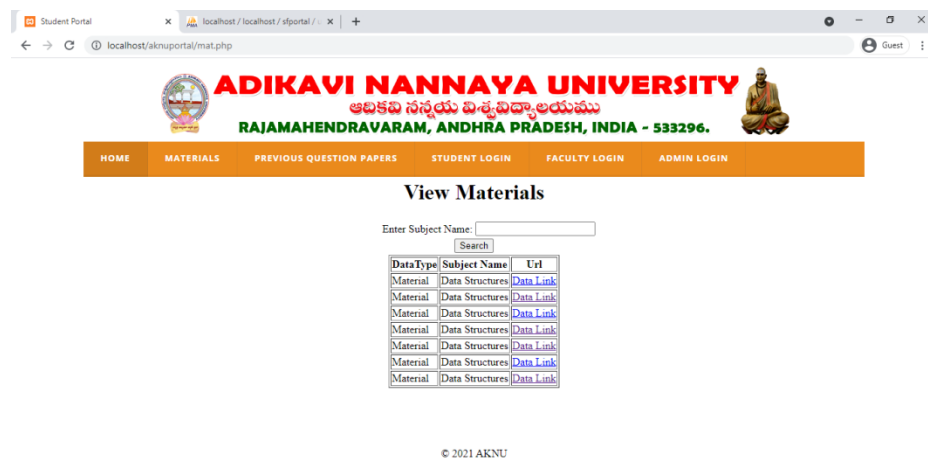 Student Portal
localhost / localhost / sfportal / u
localhost/aknuportal/mat.php
Guest
ADIKAVI NANNAYA UNIVERSITY
ఆదికవి నన్నయ విశ్వవిద్యాలయము
RAJAMAHENDRAVARAM, ANDHRA PRADESH, INDIA - 533296.
HOME MATERIALS PREVIOUS QUESTION PAPERS STUDENT LOGIN FACULTY LOGIN ADMIN LOGIN
View Materials
Enter Subject Name:
Search
DataType Subject Name Url
Material Data Structures Data Link
Material Data Structures Data Link
Material Data Structures Data Link
Material Data Structures Data Link
Material Data Structures Data Link
Material Data Structures Data Link
Material Data Structures Data Link
© 2021 AKNU